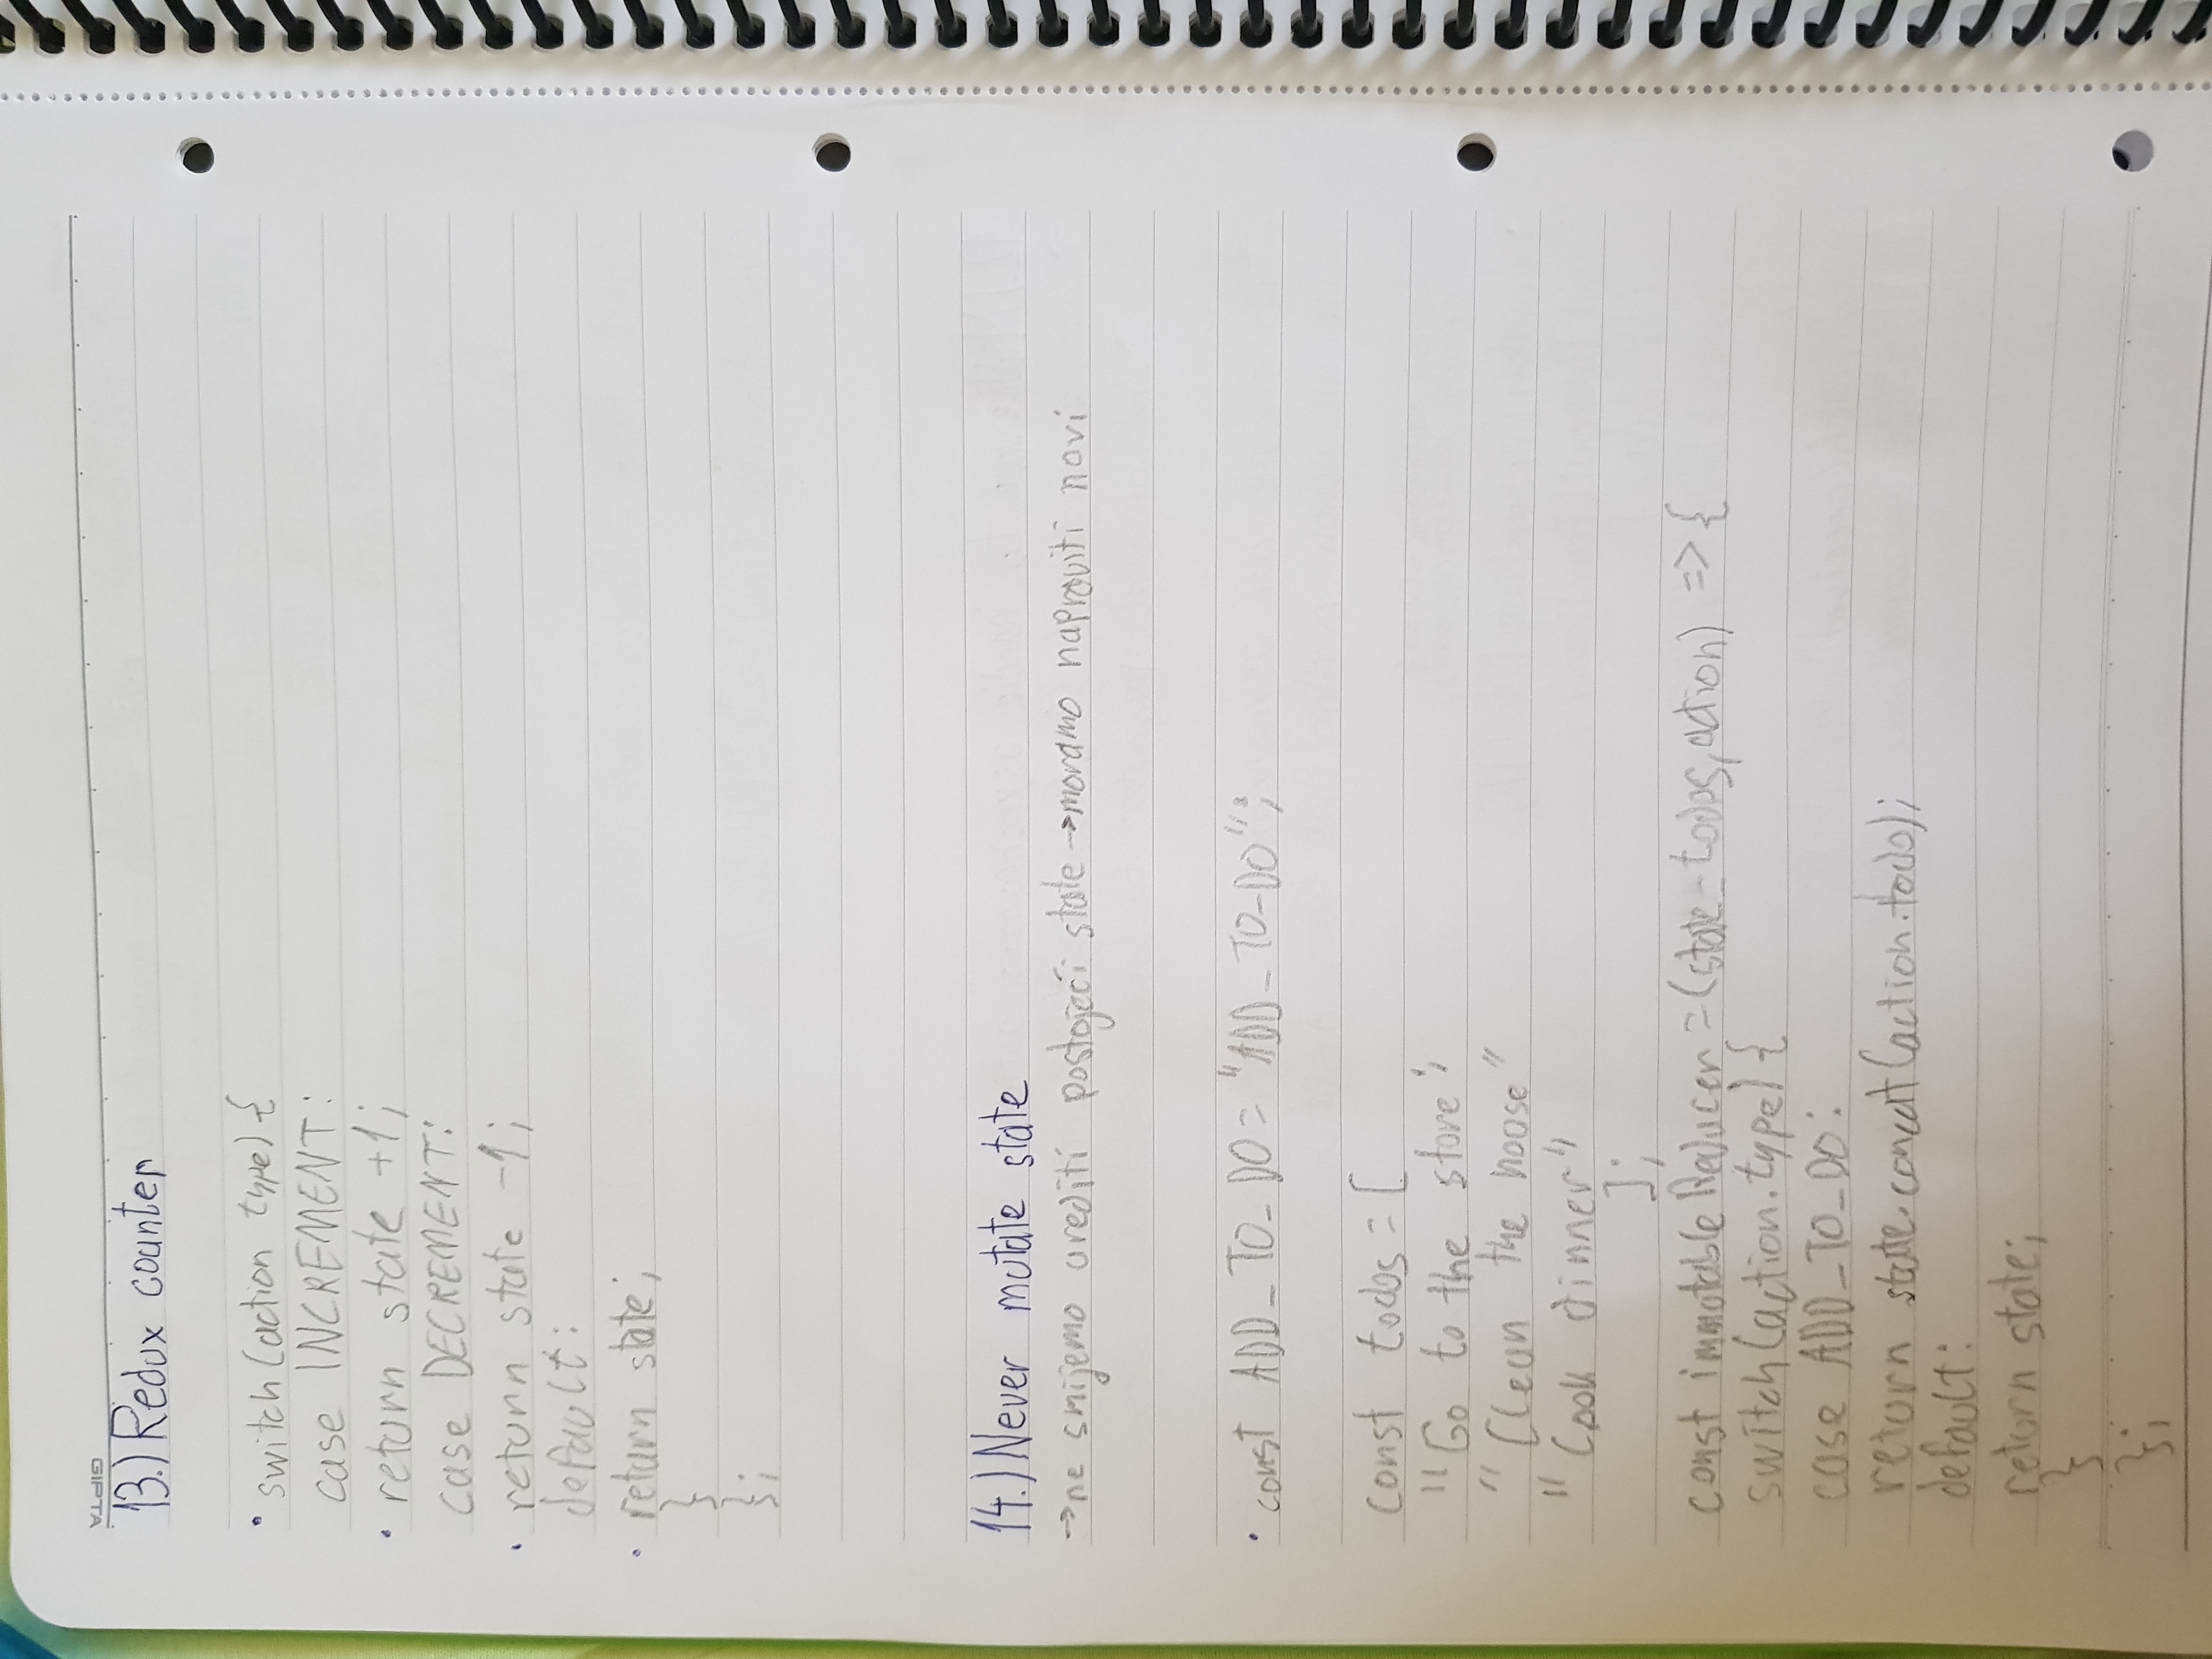 GIPTA
13.) Redux counter
• switch (action type) {
case INCREMENT:
• return state +1;
case DECREMENT:
• return state -1;
default:
• return state;
}
};
14.) Never mutate state
→ne smijemo urediti postojeći state →moramo napraviti novi
• const ADD_TO_DO = "ADD_TO_DO";
const todos = [
"Go to the store",
"Clean the house"
"Cook dinner"
];
const immutableReducer = (state = todos, action) => {
switch (action.type) {
case ADD_TO_DO:
return state.concat(action.todo);
default:
return state;
}
};